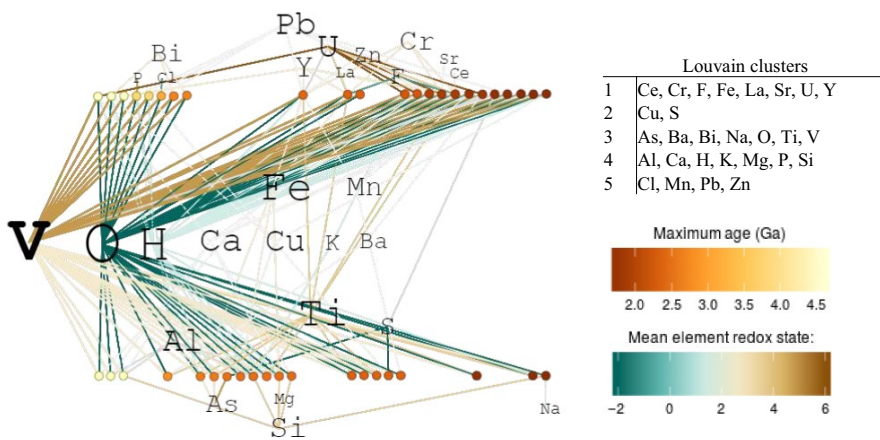 Pb
Cr
U
Bi
Zn
Sr
Y
La
F
Ce
P
Cl
Fe
Mn
V
O
H
Ca
Cu
K
Ba
Ti
S
Al
As
Mg
Si
Na
Louvain clusters
1 Ce, Cr, F, Fe, La, Sr, U, Y
2 Cu, S
3 As, Ba, Bi, Na, O, Ti, V
4 Al, Ca, H, K, Mg, P, Si
5 Cl, Mn, Pb, Zn
Maximum age (Ga)
2.0 2.5 3.0 3.5 4.0 4.5
Mean element redox state:
−2 0 2 4 6